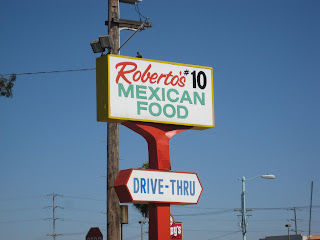 Roberto's #10
MEXICAN
FOOD
DRIVE-THRU